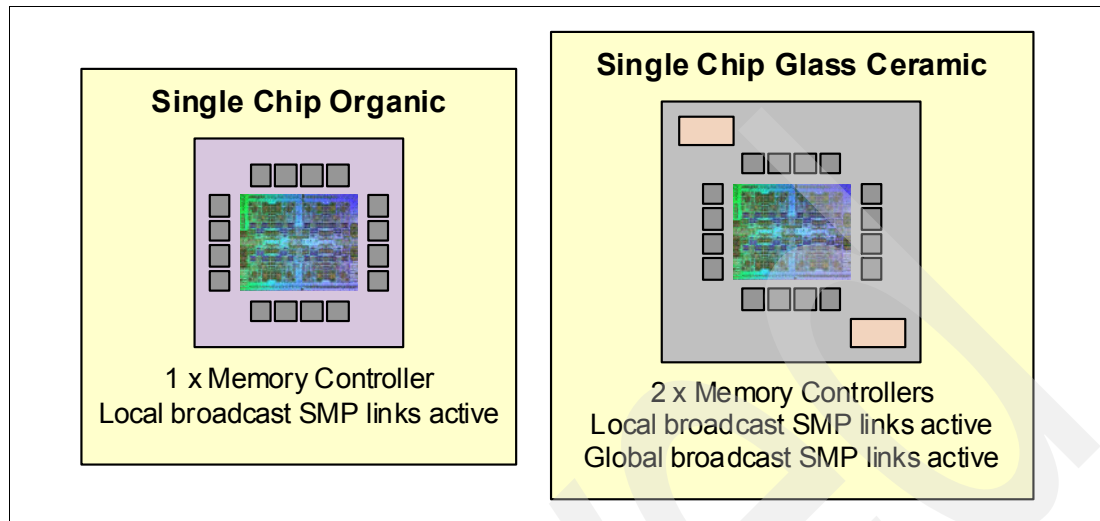 Single Chip Organic
1 x Memory Controller
Local broadcast SMP links active
Single Chip Glass Ceramic
2 x Memory Controllers
Local broadcast SMP links active
Global broadcast SMP links active